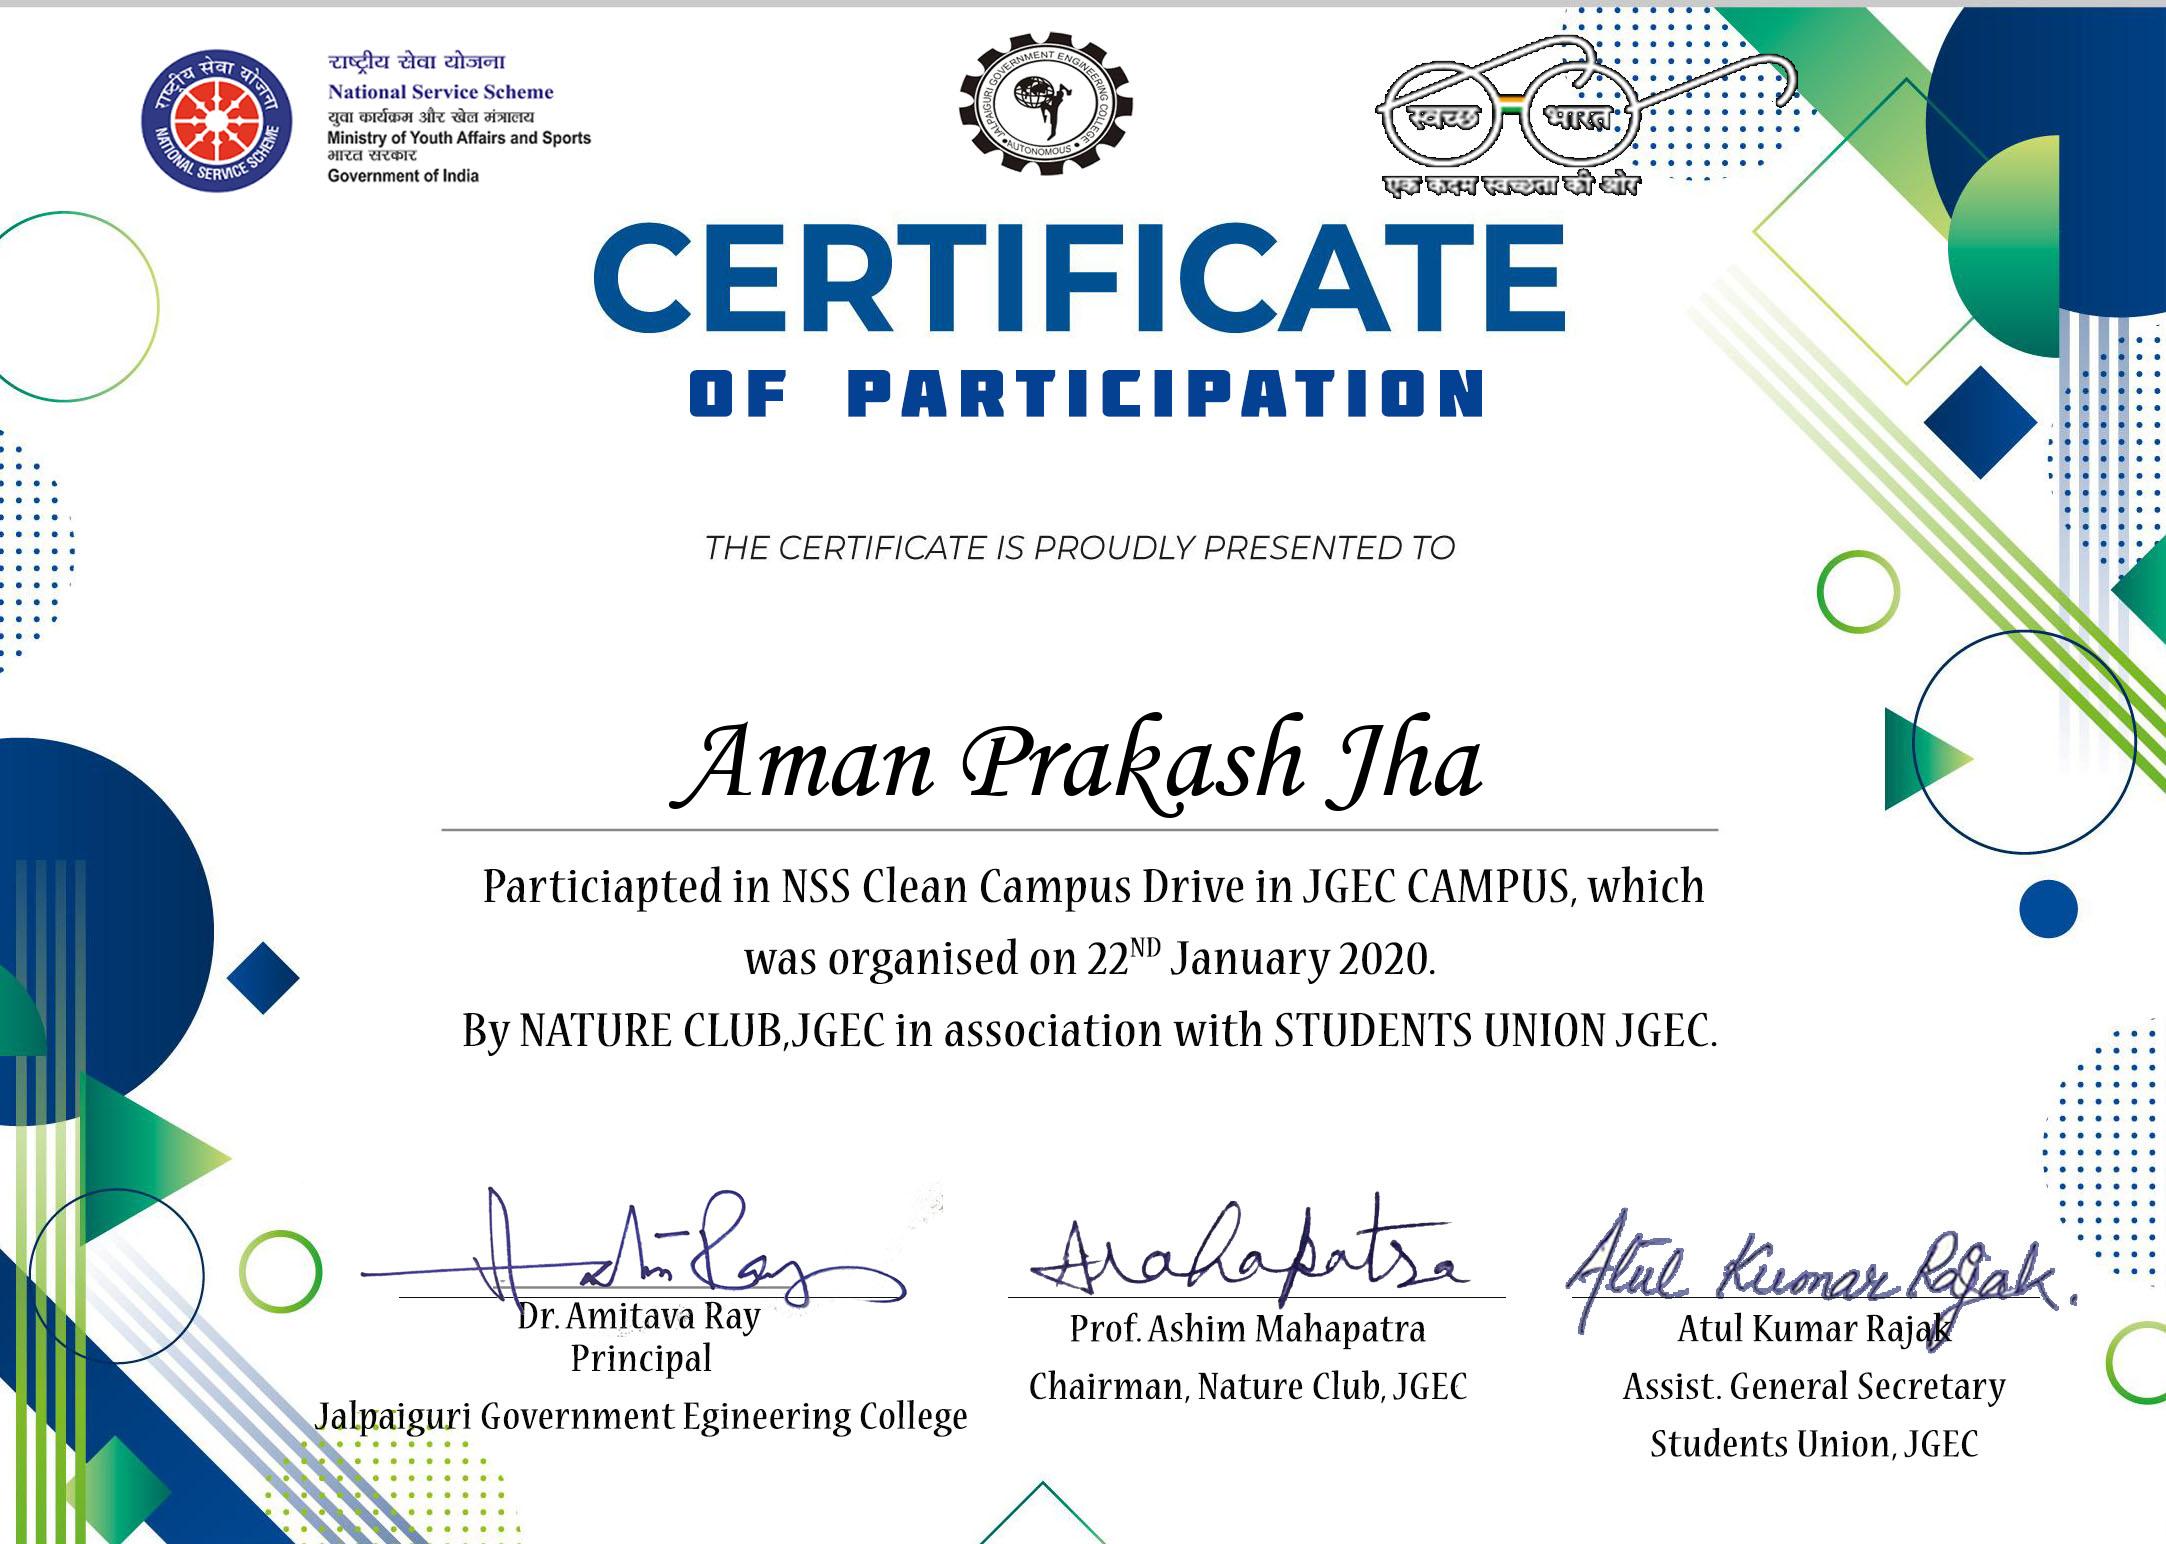 राष्ट्रीय सेवा योजना
NATIONAL SERVICE SCHEME
राष्ट्रीय सेवा योजना
National Service Scheme
युवा कार्यक्रम और खेल मंत्रालय
Ministry of Youth Affairs and Sports
भारत सरकार
Government of India
JALPAIGURI GOVERNMENT ENGINEERING COLLEGE
AUTONOMOUS
स्वच्छ भारत
एक कदम स्वच्छता की ओर
CERTIFICATE
OF PARTICIPATION
THE CERTIFICATE IS PROUDLY PRESENTED TO
Aman Prakash Jha
Particiapted in NSS Clean Campus Drive in JGEC CAMPUS, which
was organised on 22ND January 2020.
By NATURE CLUB,JGEC in association with STUDENTS UNION JGEC.
Dr. Amitava Ray
Principal
Jalpaiguri Government Egineering College
Amahapatra
Prof. Ashim Mahapatra
Chairman, Nature Club, JGEC
Atul Kumar Rajak.
Atul Kumar Rajak
Assist. General Secretary
Students Union, JGEC